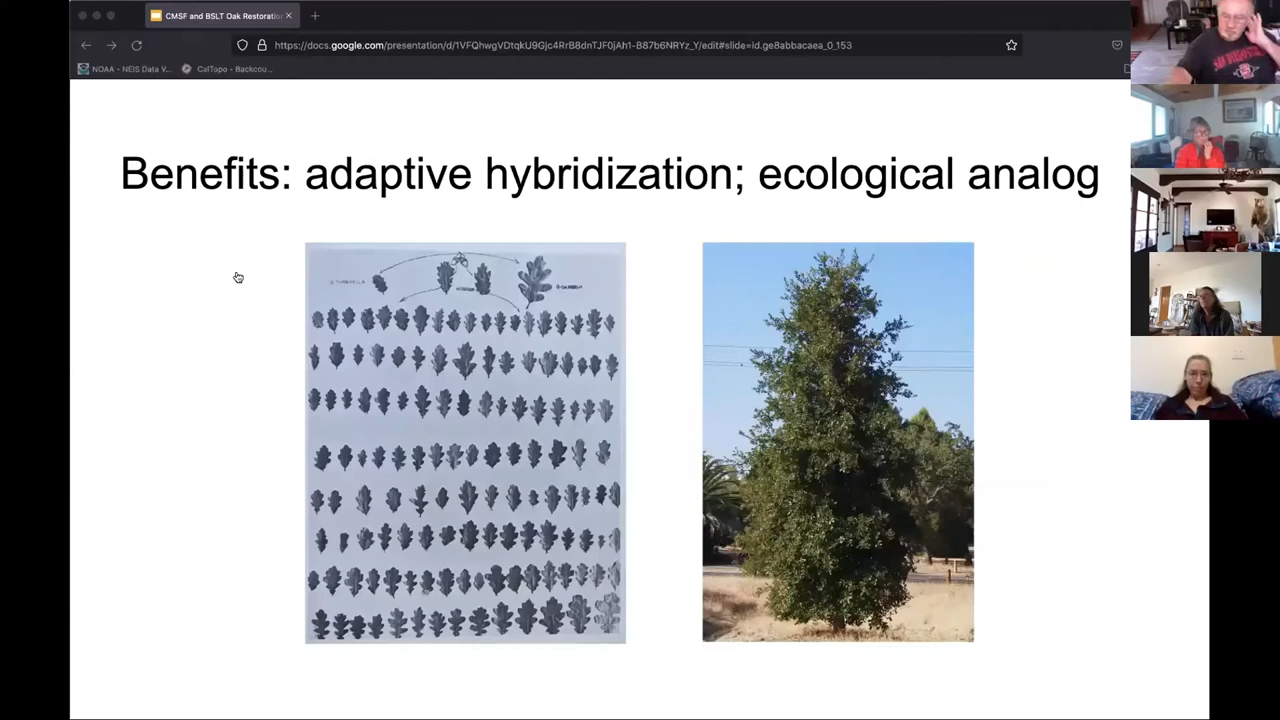 CMSF and BSLT Oak Restoration
https://docs.google.com/presentation/d/1VFQhwgVDtqkU9Gjc4RrB8dnTJF0jAh1-B87b6NRYz_Y/edit#slide=id.ge8abbacaea_0_153
NOAA - NEIS Data V...
CalTopo - Backcou...
Benefits: adaptive hybridization; ecological analog